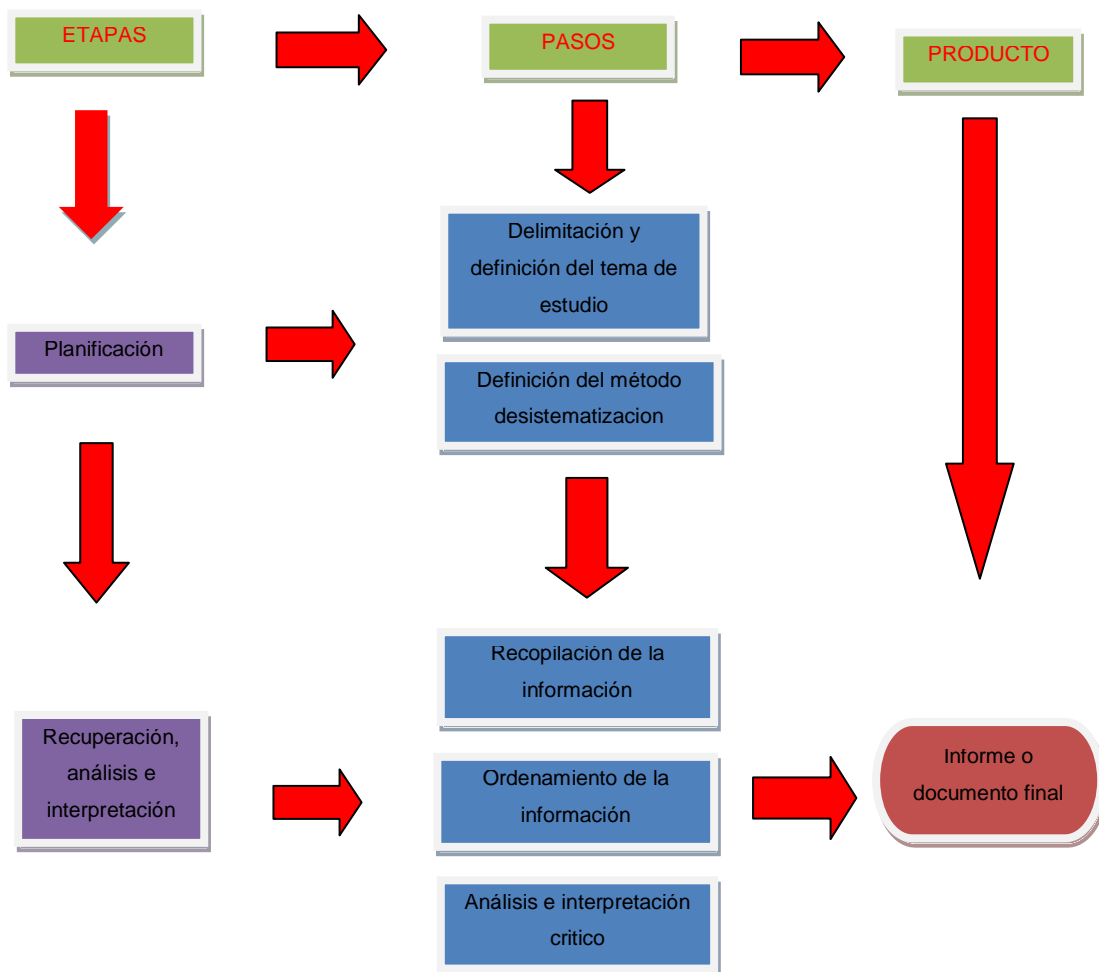 ETAPAS
PASOS
PRODUCTO
Delimitación y
definición del tema de
estudio
Planificación
Definición del método
desistematizacion
Recopilación de la
información
Recuperación,
análisis e
interpretación
Ordenamiento de la
información
Informe o
documento final
Análisis e interpretación
critico